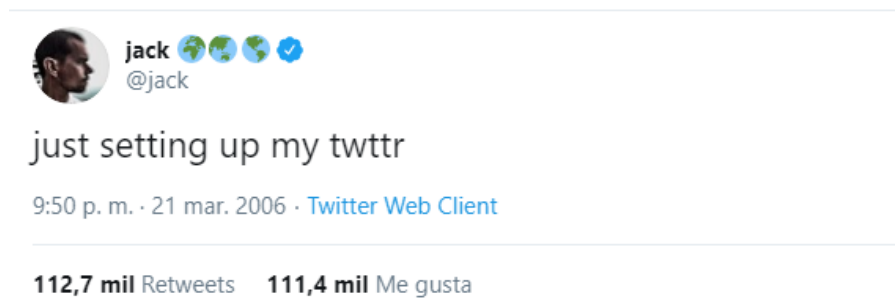 jack 🌍🌏🌎
@jack
just setting up my twttr
9:50 p. m. · 21 mar. 2006 · Twitter Web Client
112,7 mil Retweets 111,4 mil Me gusta